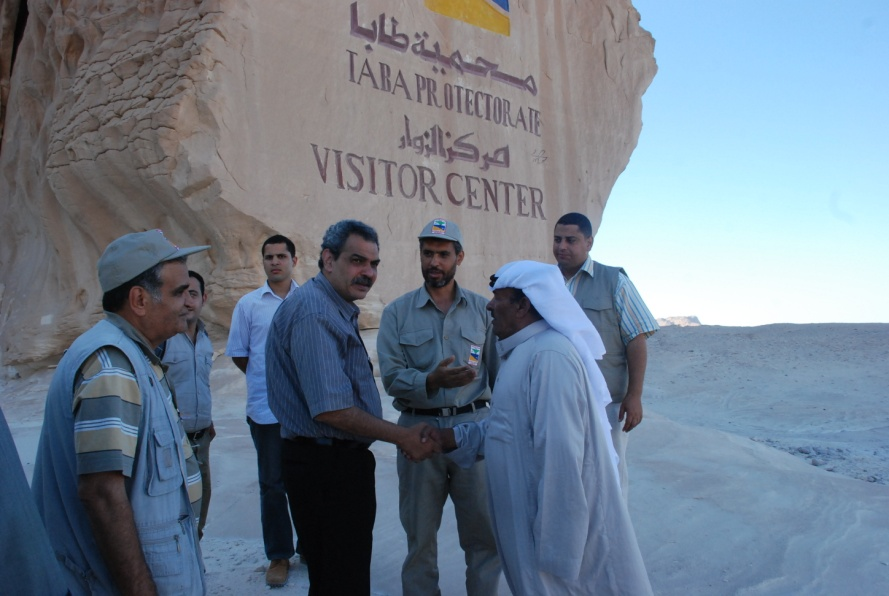 محمية طابا
TABA PROTECTORATE
مركز الزوار
VISITOR CENTER